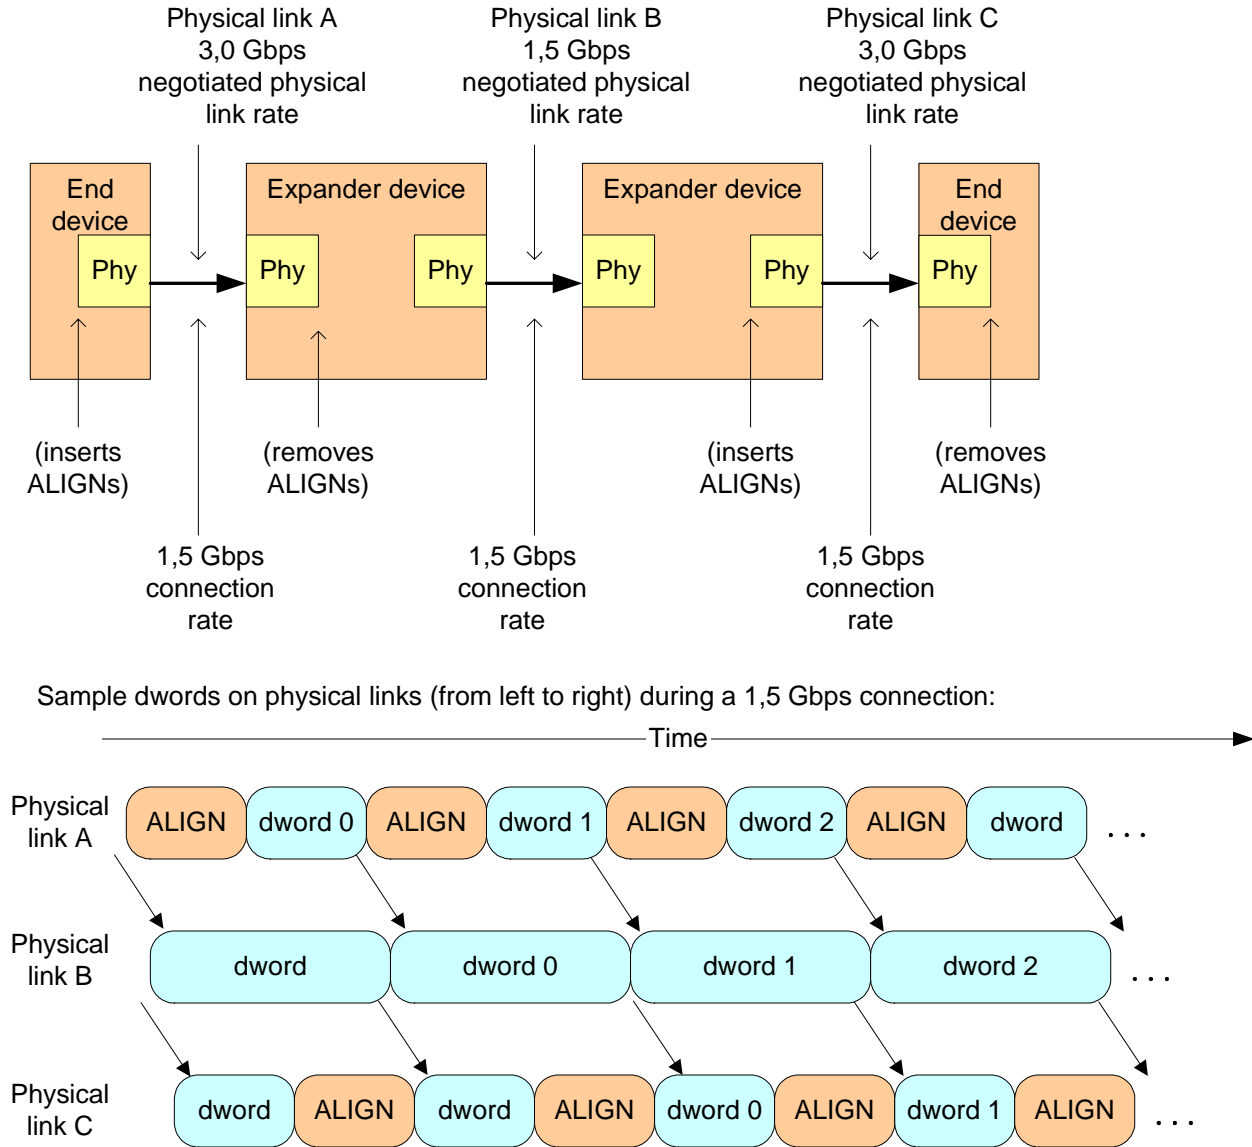 Physical link A
3,0 Gbps
negotiated physical
link rate
Physical link B
1,5 Gbps
negotiated physical
link rate
Physical link C
3,0 Gbps
negotiated physical
link rate
End
device
Expander device
Expander device
End
device
Phy
Phy
Phy
Phy
Phy
Phy
(inserts
ALIGNs)
(removes
ALIGNs)
(inserts
ALIGNs)
(removes
ALIGNs)
1,5 Gbps
connection
rate
1,5 Gbps
connection
rate
1,5 Gbps
connection
rate
Sample dwords on physical links (from left to right) during a 1,5 Gbps connection:
Time
Physical
link A
ALIGN
dword 0
ALIGN
dword 1
ALIGN
dword 2
ALIGN
dword
. . .
Physical
link B
dword
dword 0
dword 1
dword 2
. . .
Physical
link C
dword
ALIGN
dword
ALIGN
dword 0
ALIGN
dword 1
ALIGN
. . .